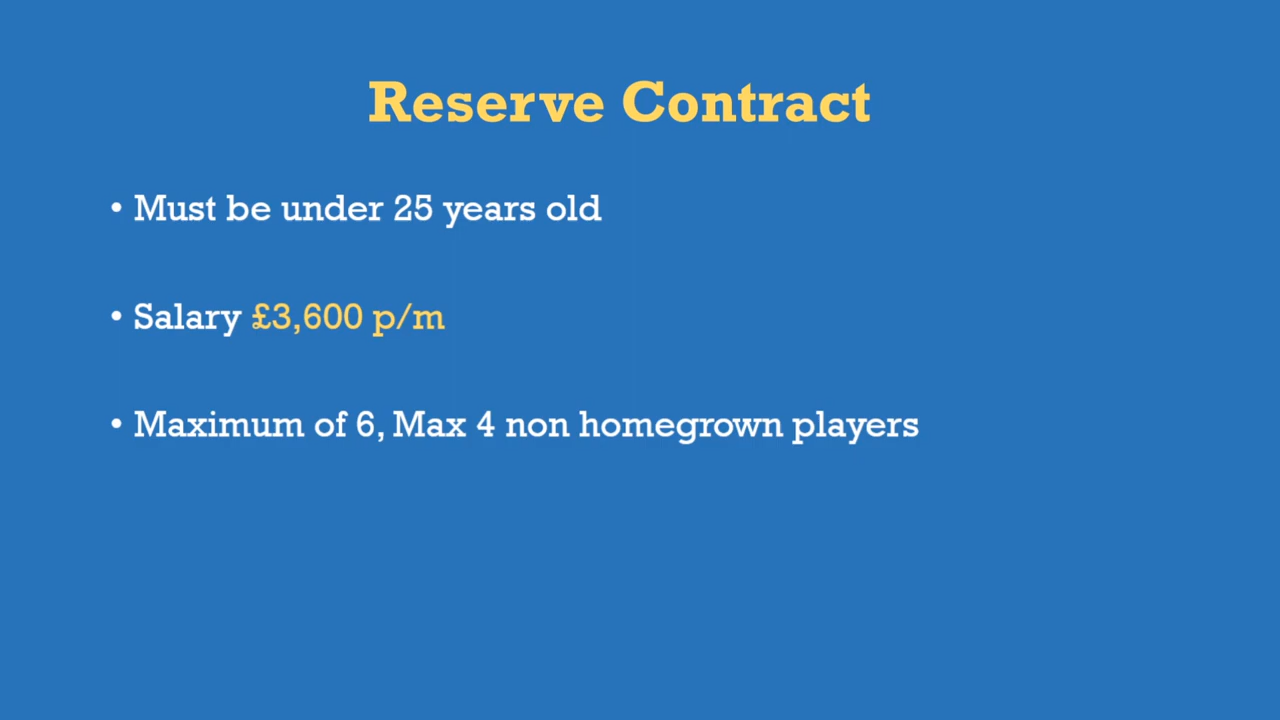 Reserve Contract
• Must be under 25 years old
• Salary £3,600 p/m
• Maximum of 6, Max 4 non homegrown players